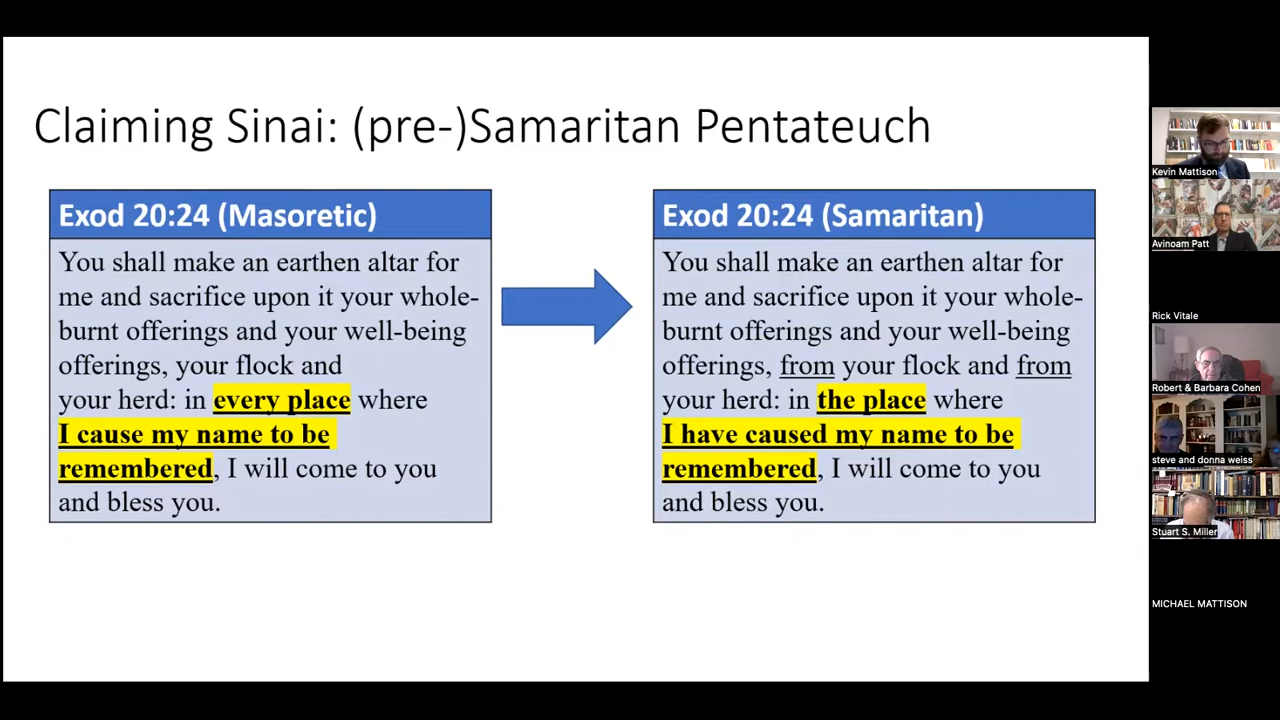 Claiming Sinai: (pre-)Samaritan Pentateuch
Exod 20:24 (Masoretic)
You shall make an earthen altar for
me and sacrifice upon it your whole-
burnt offerings and your well-being
offerings, your flock and
your herd: in every place where
I cause my name to be
remembered, I will come to you
and bless you.
Exod 20:24 (Samaritan)
You shall make an earthen altar for
me and sacrifice upon it your whole-
burnt offerings and your well-being
offerings, from your flock and from
your herd: in the place where
I have caused my name to be
remembered, I will come to you
and bless you.
Kevin Mattison
Avinoam Patt
Rick Vitale
Robert & Barbara Cohen
steve and donna weiss
Stuart S. Miller
MICHAEL MATTISON